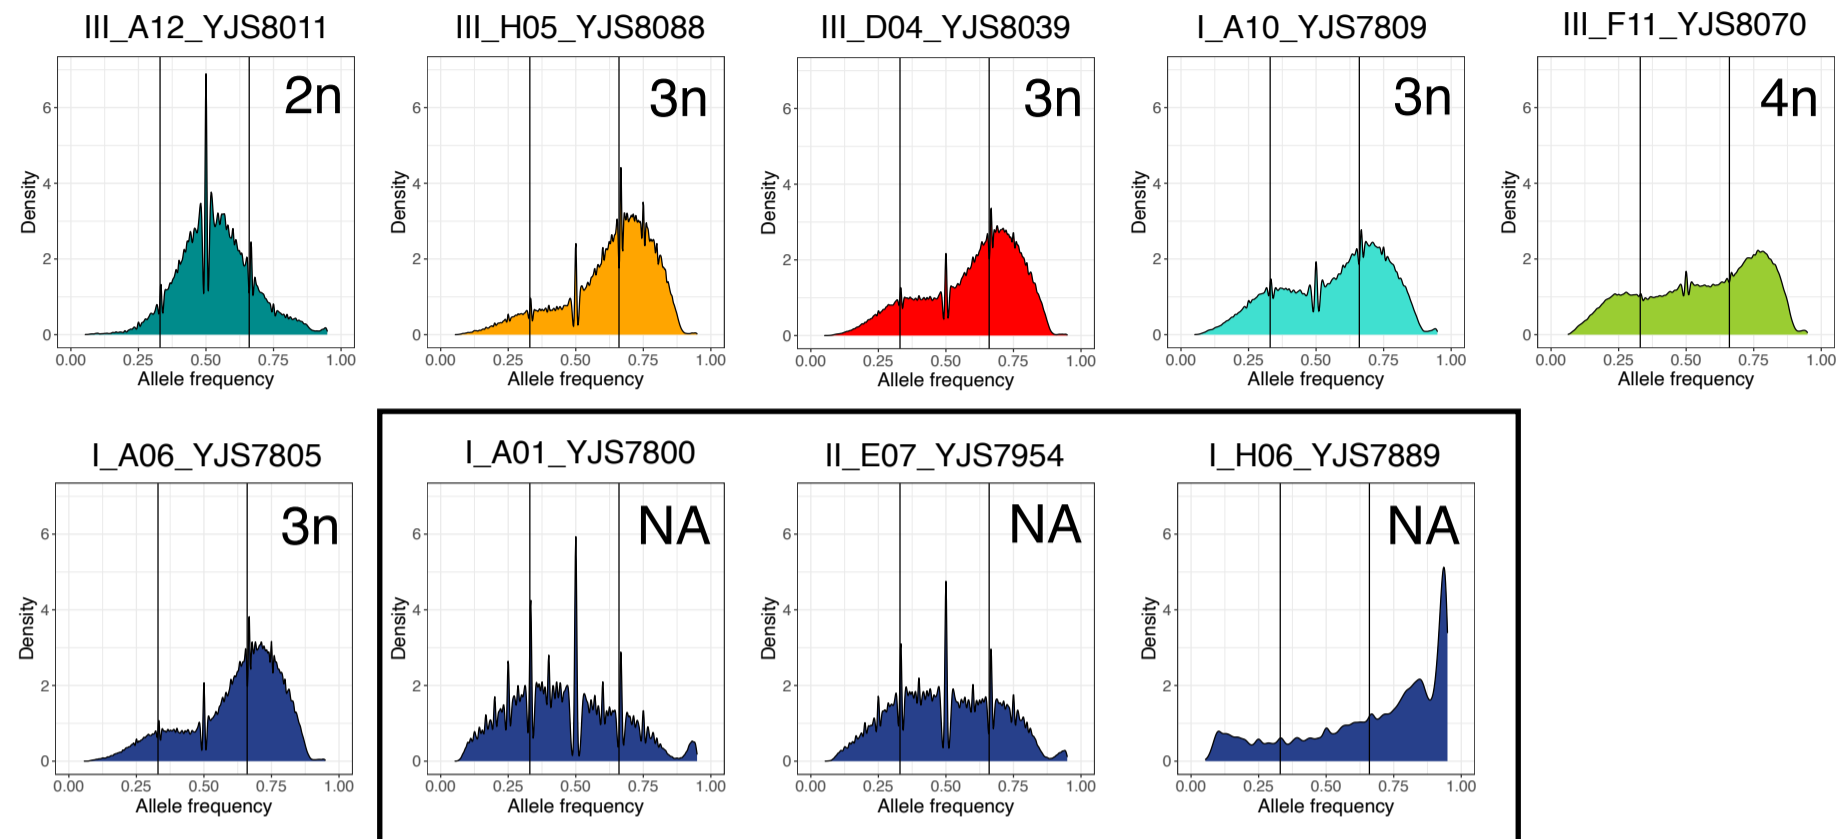 III_A12_YJS8011
III_H05_YJS8088
III_D04_YJS8039
I_A10_YJS7809
III_F11_YJS8070
2n
3n
3n
3n
4n
Density
6
4
2
0
0.00 0.25 0.50 0.75 1.00
Allele frequency
Density
6
4
2
0
0.00 0.25 0.50 0.75 1.00
Allele frequency
Density
6
4
2
0
0.00 0.25 0.50 0.75 1.00
Allele frequency
Density
6
4
2
0
0.00 0.25 0.50 0.75 1.00
Allele frequency
Density
6
4
2
0
0.00 0.25 0.50 0.75 1.00
Allele frequency
I_A06_YJS7805
I_A01_YJS7800
II_E07_YJS7954
I_H06_YJS7889
3n
NA
NA
NA
Density
6
4
2
0
0.00 0.25 0.50 0.75 1.00
Allele frequency
Density
6
4
2
0
0.00 0.25 0.50 0.75 1.00
Allele frequency
Density
6
4
2
0
0.00 0.25 0.50 0.75 1.00
Allele frequency
Density
6
4
2
0
0.00 0.25 0.50 0.75 1.00
Allele frequency